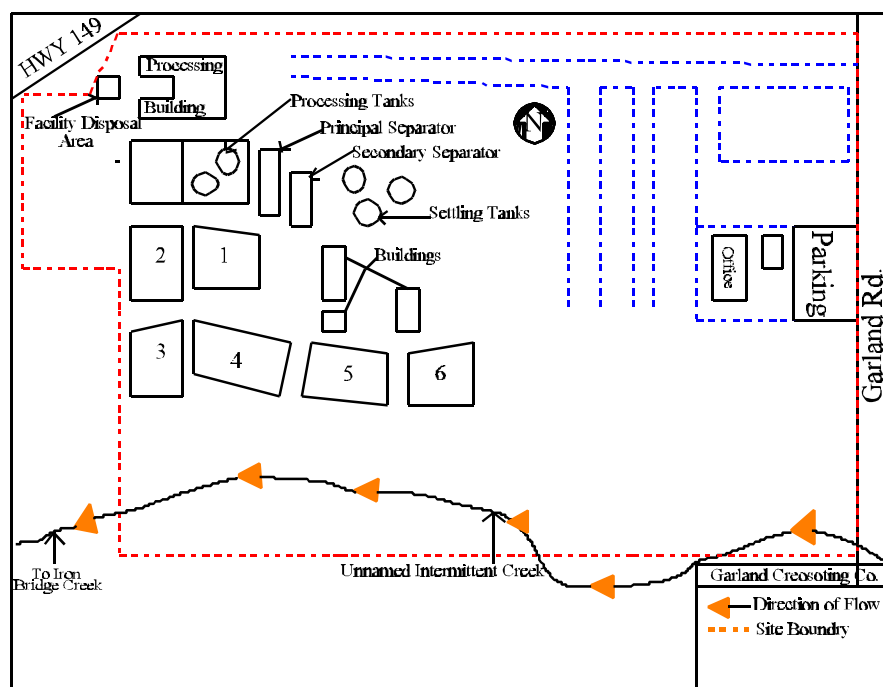 HWY 149
Processing
Building
Facility Disposal
Area
Processing Tanks
Principal Separator
Secondary Separator
N
Settling Tanks
Buildings
2
1
3
4
5
6
Office
Parking
Garland Rd.
To Iron
Bridge Creek
Unnamed Intermittent Creek
Garland Creosoting Co.
Direction of Flow
Site Boundry